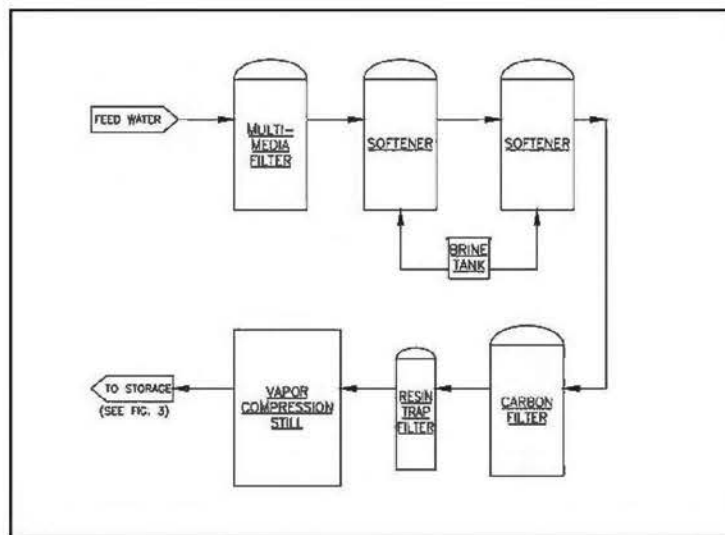 FEED WATER
MULTI-
MEDIA
FILTER
SOFTENER
SOFTENER
BRINE
TANK
TO STORAGE
(SEE FIG. 3)
VAPOR
COMPRESSION
STILL
RESIN
TRAP
FILTER
CARBON
FILTER